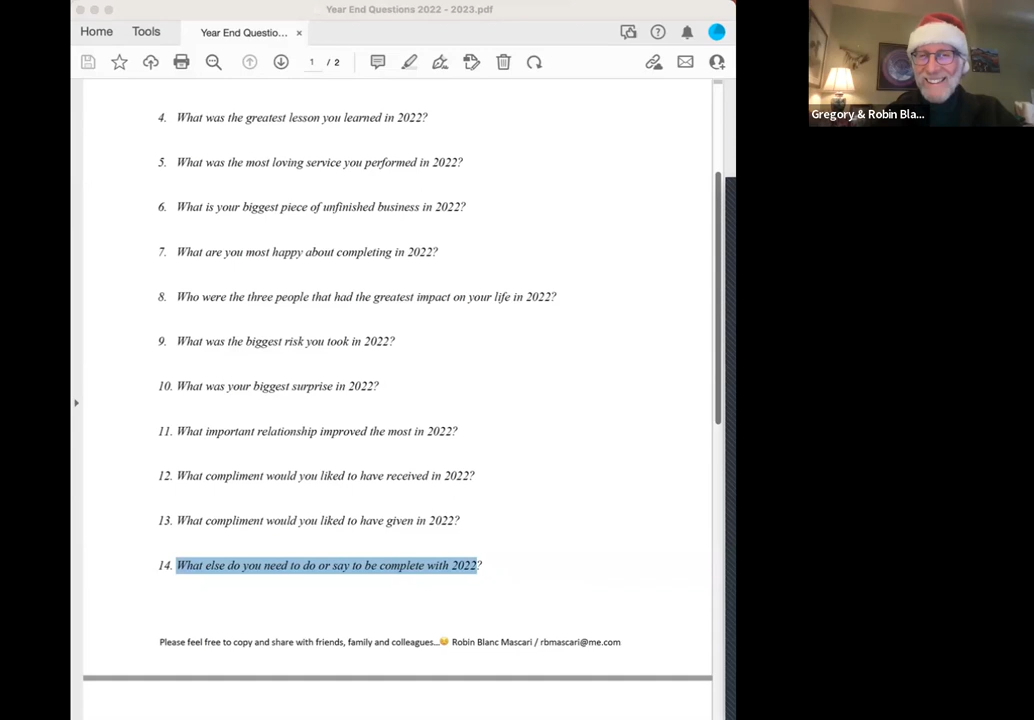 Year End Questions 2022 - 2023.pdf
Home
Tools
Year End Questio...
×
1 / 2
4. What was the greatest lesson you learned in 2022?
5. What was the most loving service you performed in 2022?
6. What is your biggest piece of unfinished business in 2022?
7. What are you most happy about completing in 2022?
8. Who were the three people that had the greatest impact on your life in 2022?
9. What was the biggest risk you took in 2022?
10. What was your biggest surprise in 2022?
11. What important relationship improved the most in 2022?
12. What compliment would you liked to have received in 2022?
13. What compliment would you liked to have given in 2022?
14. What else do you need to do or say to be complete with 2022?
Please feel free to copy and share with friends, family and colleagues...😊 Robin Blanc Mascari / rbmascari@me.com
Gregory & Robin Bla...